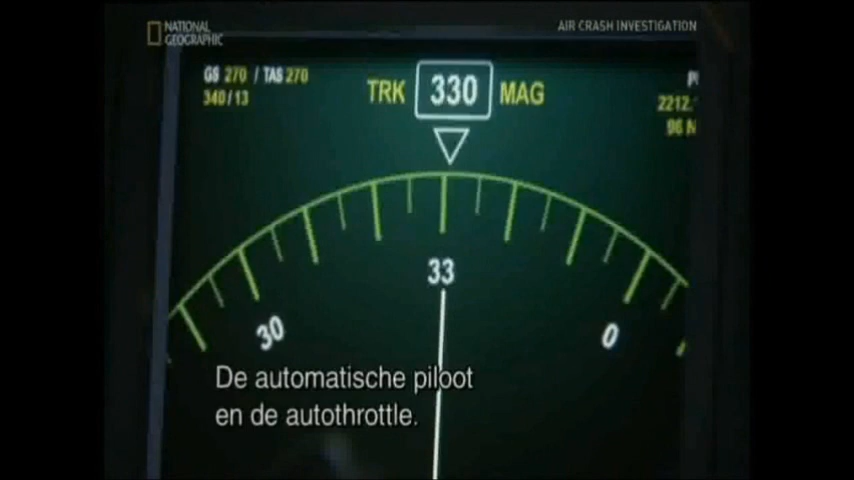 NATIONAL
GEOGRAPHIC
AIR CRASH INVESTIGATION
GS 270 / TAS 270
340/13
TRK 330 MAG
2212.
96 N
33
30
0
De automatische piloot
en de autothrottle.